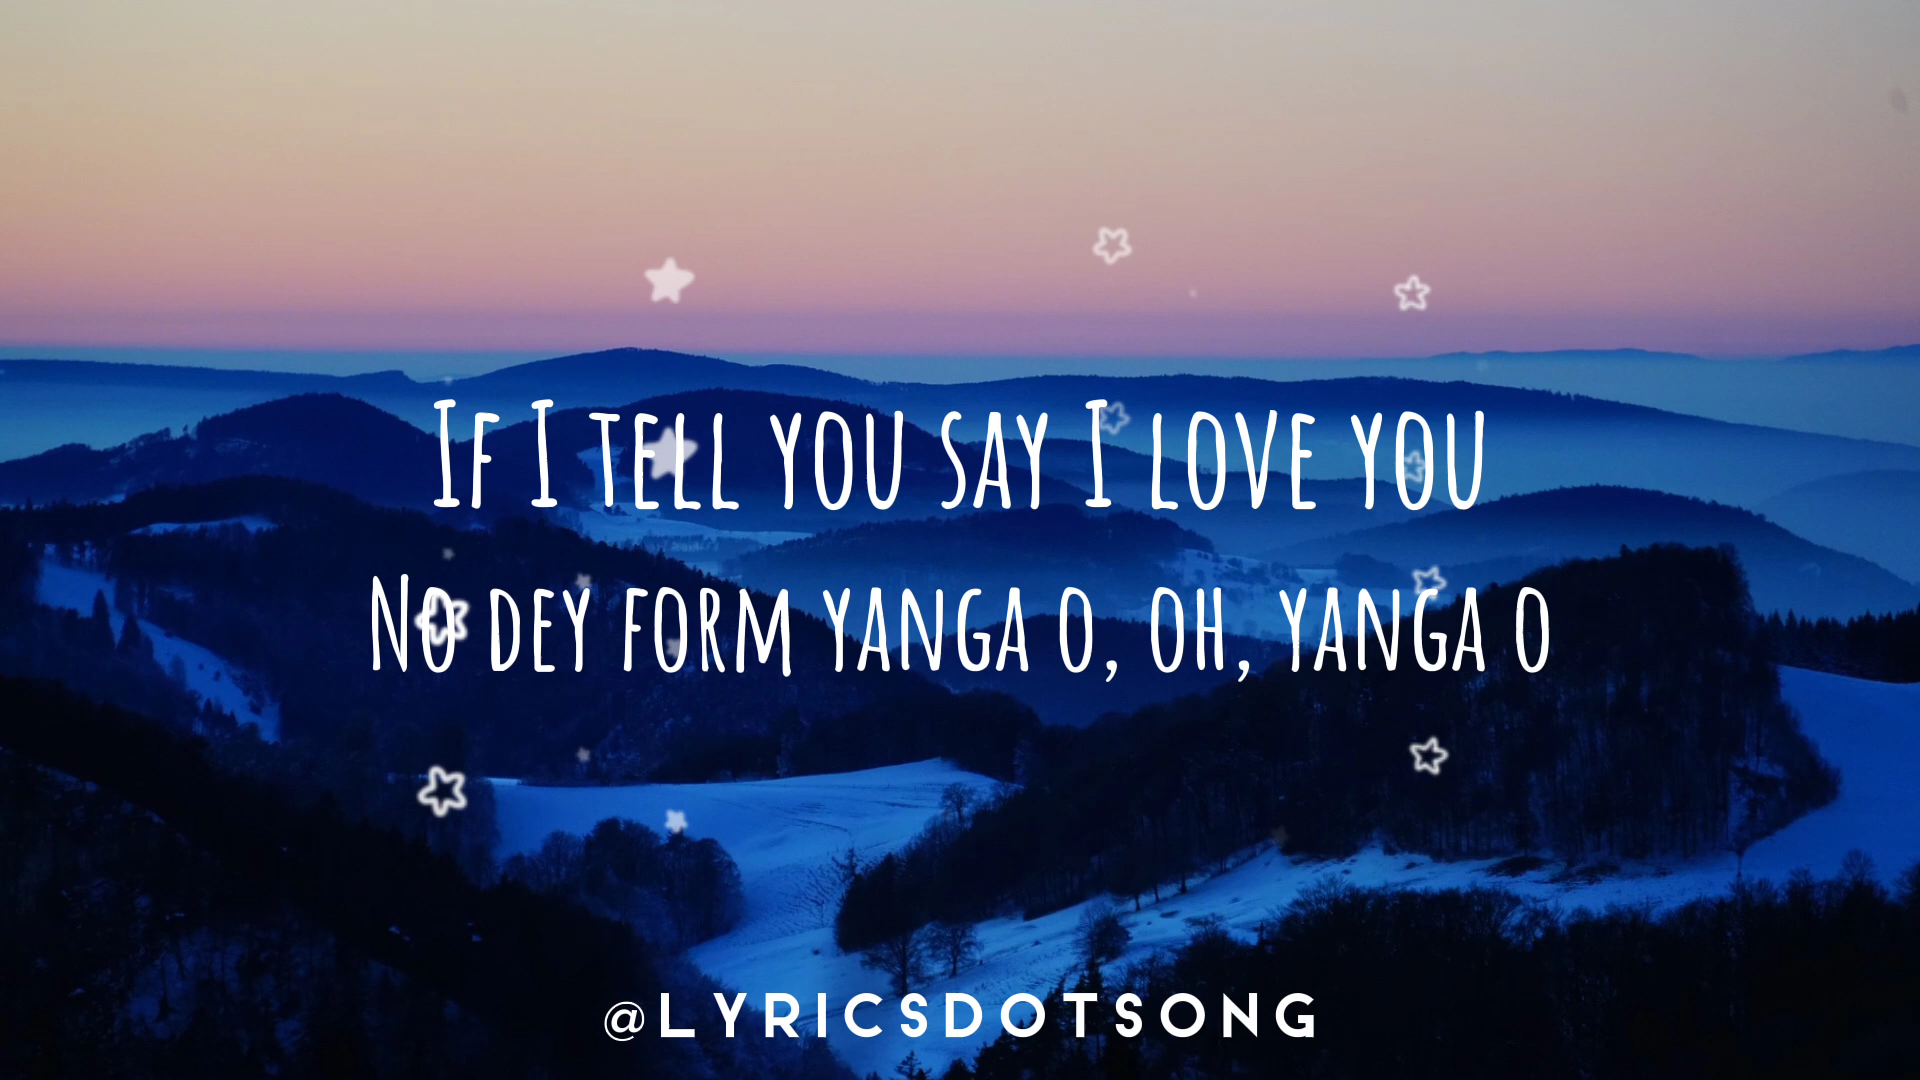 If I tell you say I love you
No dey form yanga o, oh, yanga o
@LYRICSDOTSONG